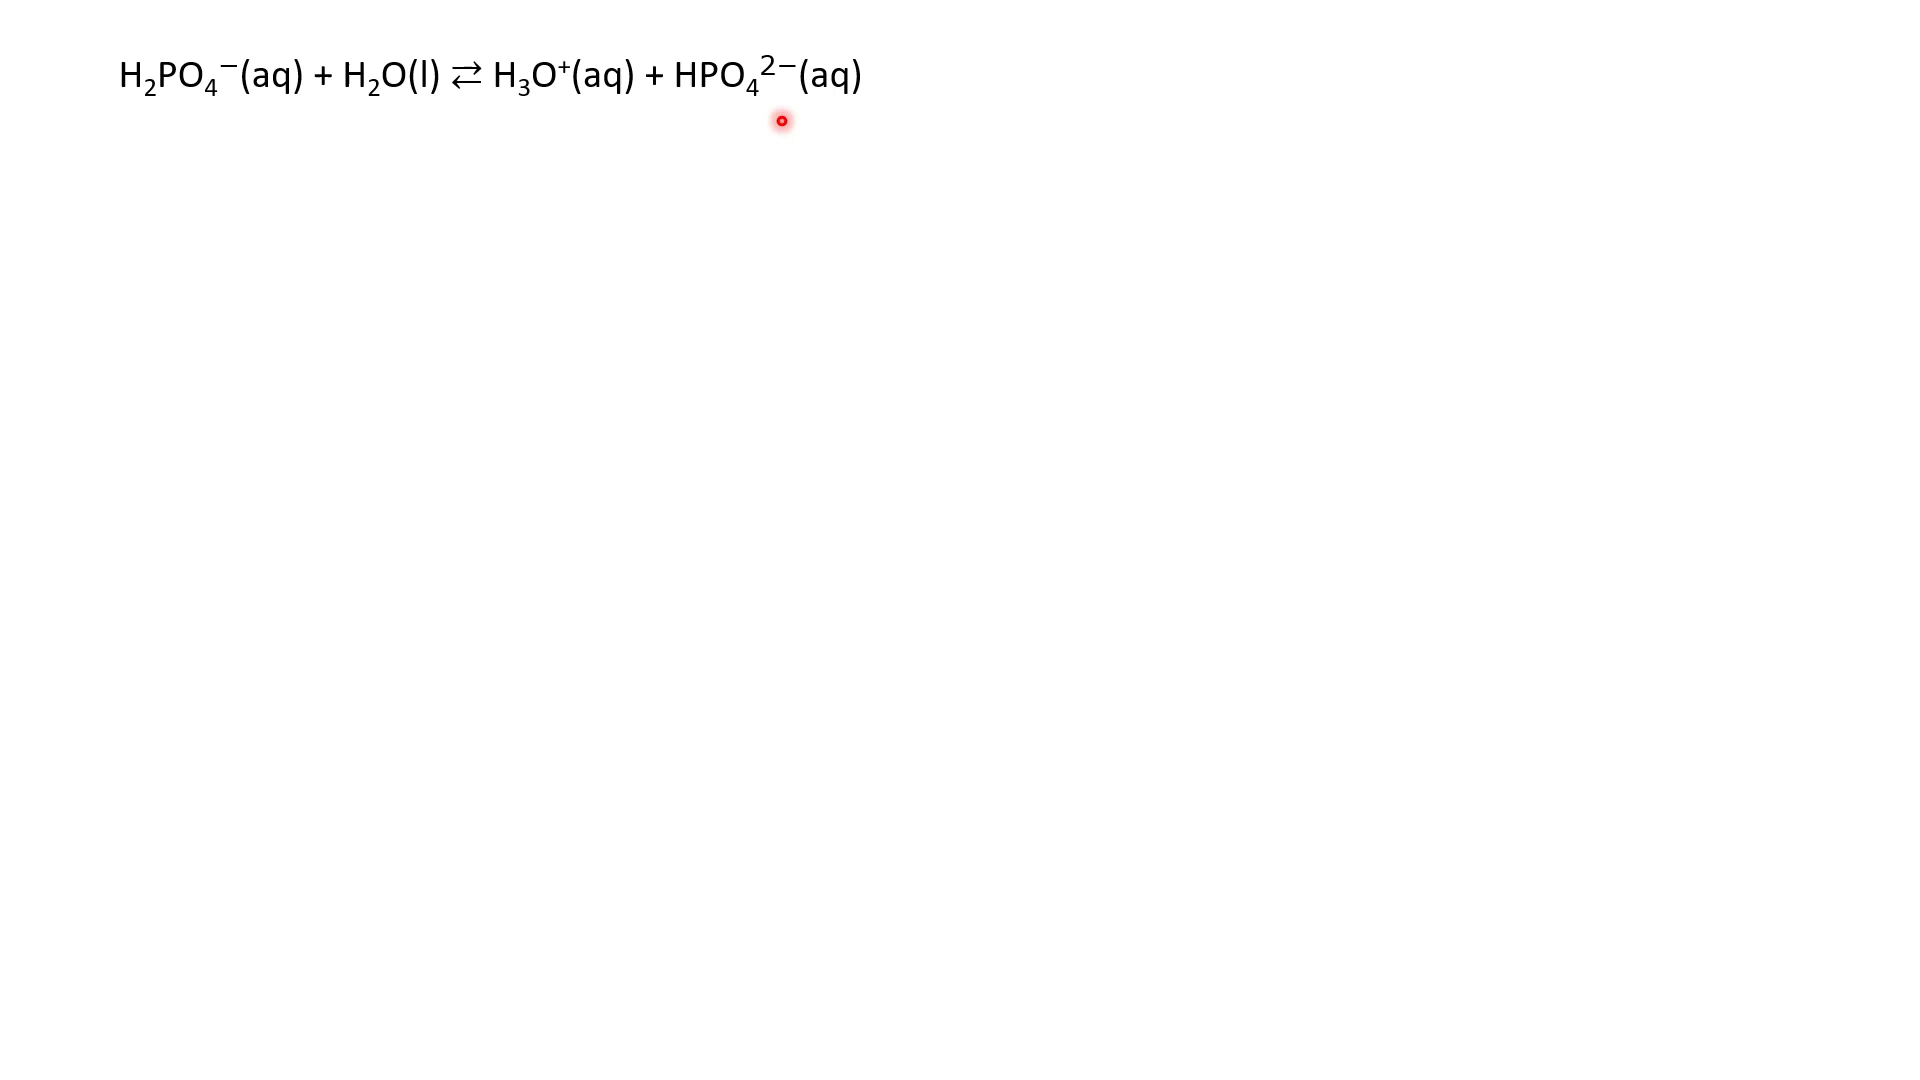 H₂PO₄⁻(aq) + H₂O(l) ⇄ H₃O⁺(aq) + HPO₄²⁻(aq)